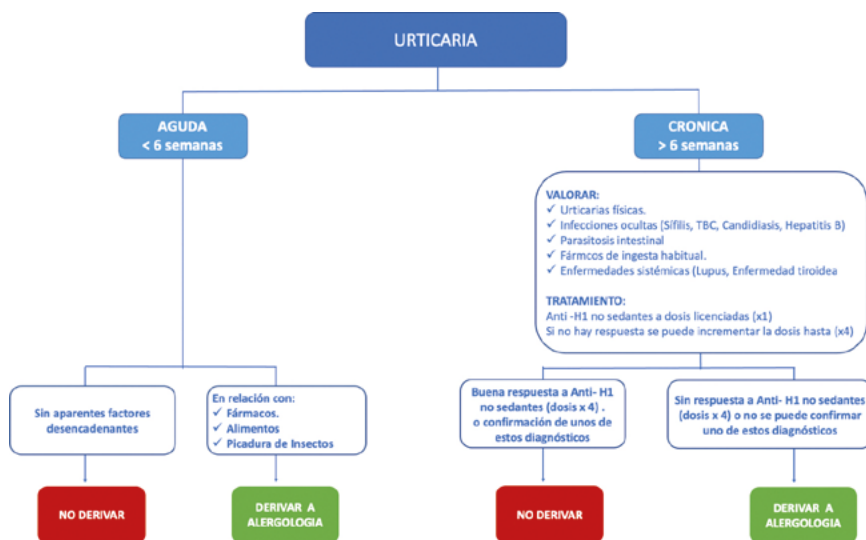 URTICARIA
AGUDA
< 6 semanas
CRONICA
> 6 semanas
VALORAR:
✓ Urticarias físicas.
✓ Infecciones ocultas (Sífilis, TBC, Candidiasis, Hepatitis B)
✓ Parasitosis intestinal
✓ Fármcos de ingesta habitual.
✓ Enfermedades sistémicas (Lupus, Enfermedad tiroidea
TRATAMIENTO:
Anti -H1 no sedantes a dosis licenciadas (x1)
Si no hay respuesta se puede incrementar la dosis hasta (x4)
Sin aparentes factores
desencadenantes
En relación con:
✓ Fármacos.
✓ Alimentos
✓ Picadura de Insectos
Buena respuesta a Anti- H1
no sedantes (dosis x 4) .
o confirmación de unos de
estos diagnósticos
Sin respuesta a Anti- H1 no sedantes
(dosis x 4) o no se puede confirmar
uno de estos diagnósticos
NO DERIVAR
DERIVAR A
ALERGOLOGIA
NO DERIVAR
DERIVAR A
ALERGOLOGIA